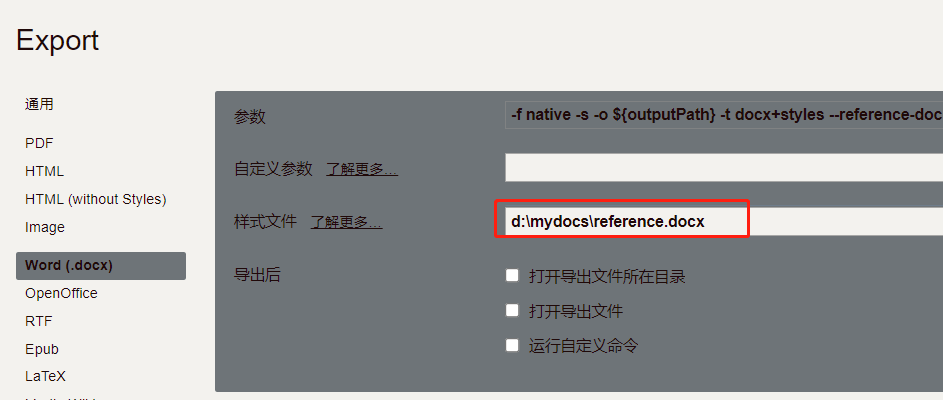 Export
通用
PDF
HTML
HTML (without Styles)
Image
Word (.docx)
OpenOffice
RTF
Epub
LaTeX
参数 -f native -s -o ${outputPath} -t docx+styles --reference-doc
自定义参数 了解更多...
样式文件 了解更多... d:\mydocs\reference.docx
导出后 打开导出文件所在目录
打开导出文件
运行自定义命令